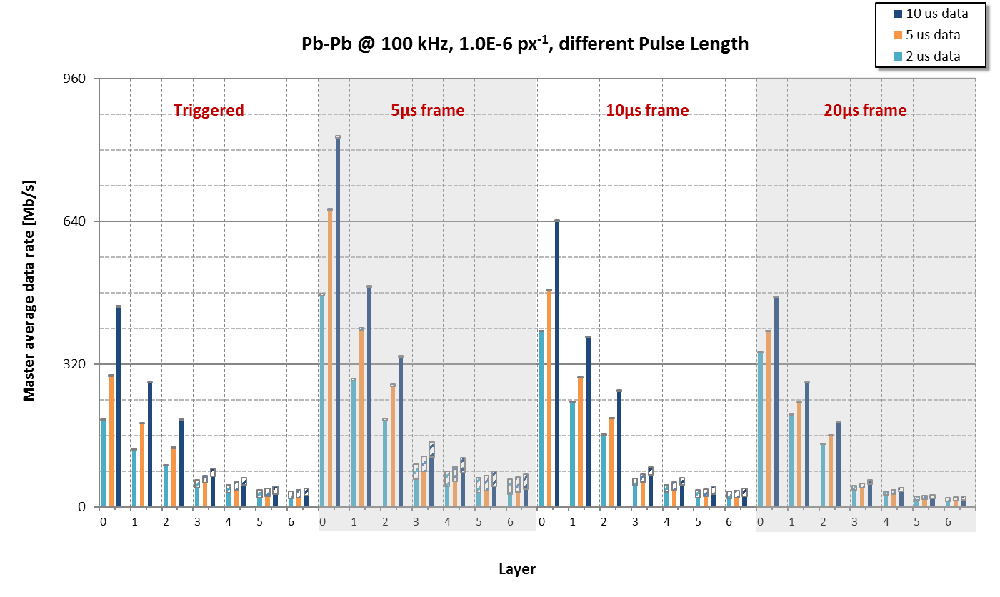 10 us data
5 us data
2 us data
Pb-Pb @ 100 kHz, 1.0E-6 px-1, different Pulse Length
960
Triggered 5µs frame 10µs frame 20µs frame
640
Master average data rate [Mb/s]
320
0
0 1 2 3 4 5 6 0 1 2 3 4 5 6 0 1 2 3 4 5 6 0 1 2 3 4 5 6
Layer